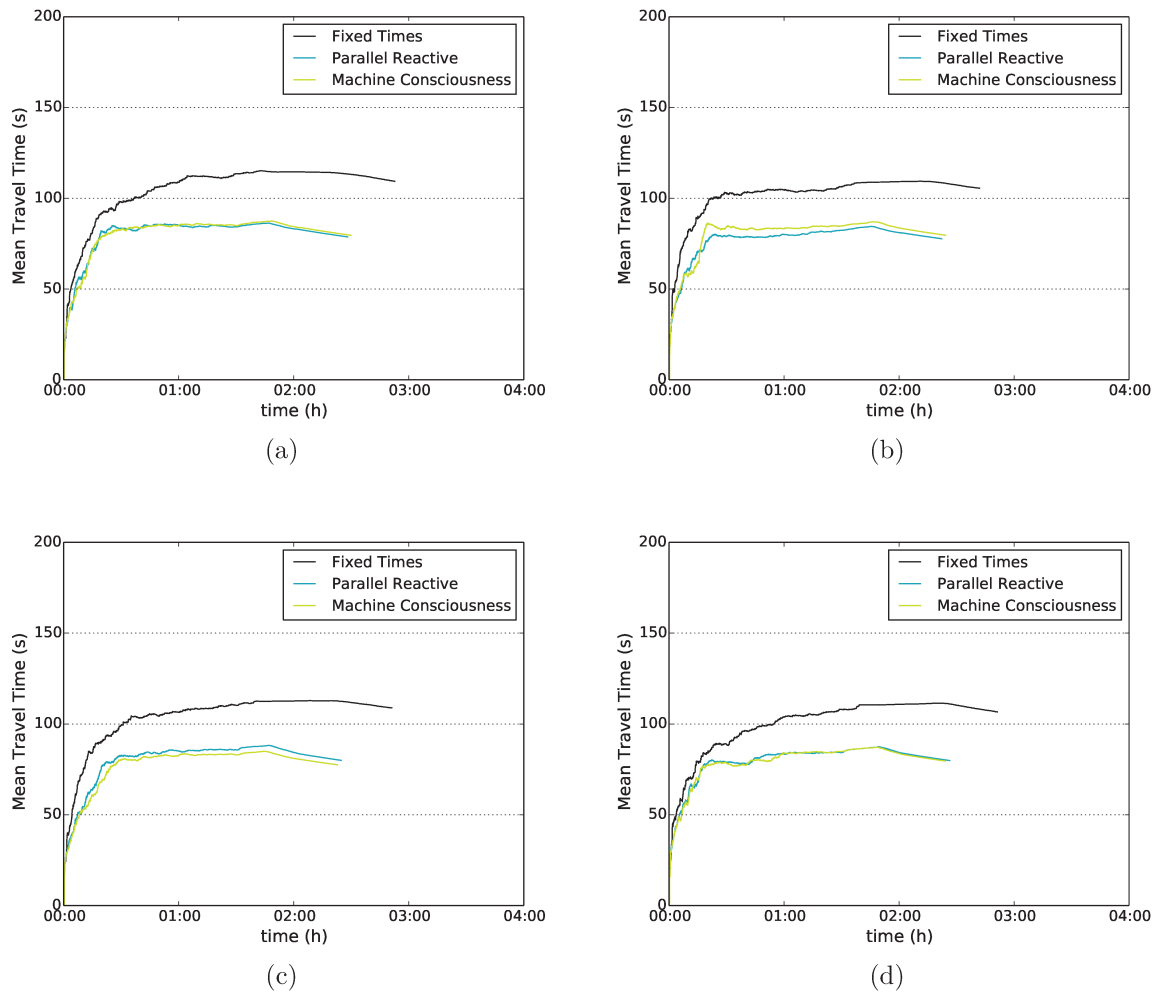 200
150
100
50
0
Mean Travel Time (s)
Fixed Times
Parallel Reactive
Machine Consciousness
00:00 01:00 02:00 03:00 04:00
time (h)
(a)
200
150
100
50
0
Mean Travel Time (s)
Fixed Times
Parallel Reactive
Machine Consciousness
00:00 01:00 02:00 03:00 04:00
time (h)
(b)
200
150
100
50
0
Mean Travel Time (s)
Fixed Times
Parallel Reactive
Machine Consciousness
00:00 01:00 02:00 03:00 04:00
time (h)
(c)
200
150
100
50
0
Mean Travel Time (s)
Fixed Times
Parallel Reactive
Machine Consciousness
00:00 01:00 02:00 03:00 04:00
time (h)
(d)